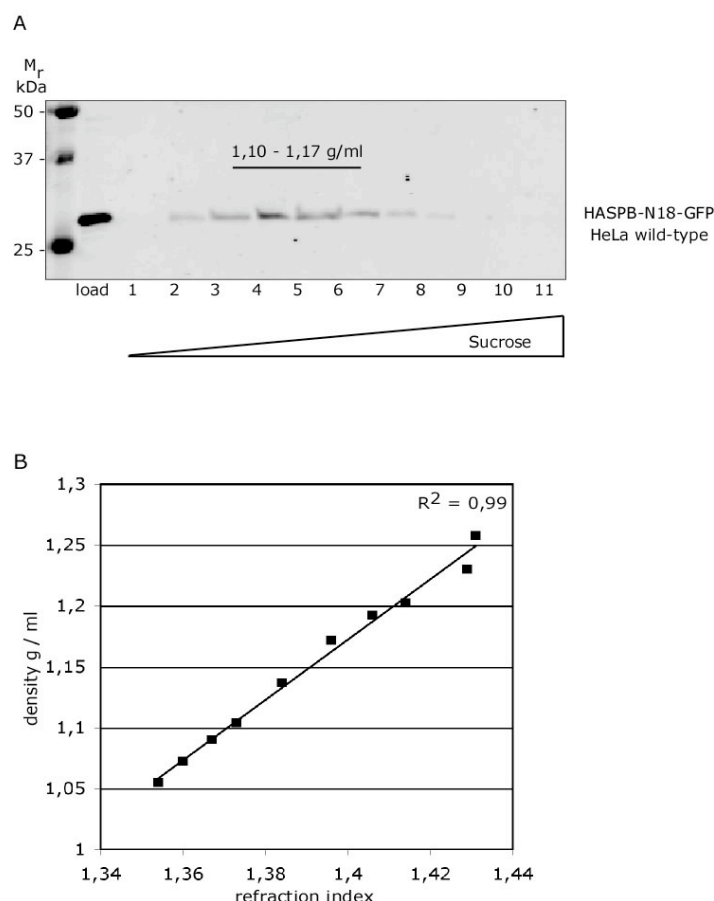 A
Mr
kDa
50 -
37 -
25 -
1,10 - 1,17 g/ml
HASPB-N18-GFP
HeLa wild-type
load 1 2 3 4 5 6 7 8 9 10 11
Sucrose
B
R2 = 0,99
1,3
1,25
1,2
1,15
1,1
1,05
1
density g / ml
1,34 1,36 1,38 1,4 1,42 1,44
refraction index